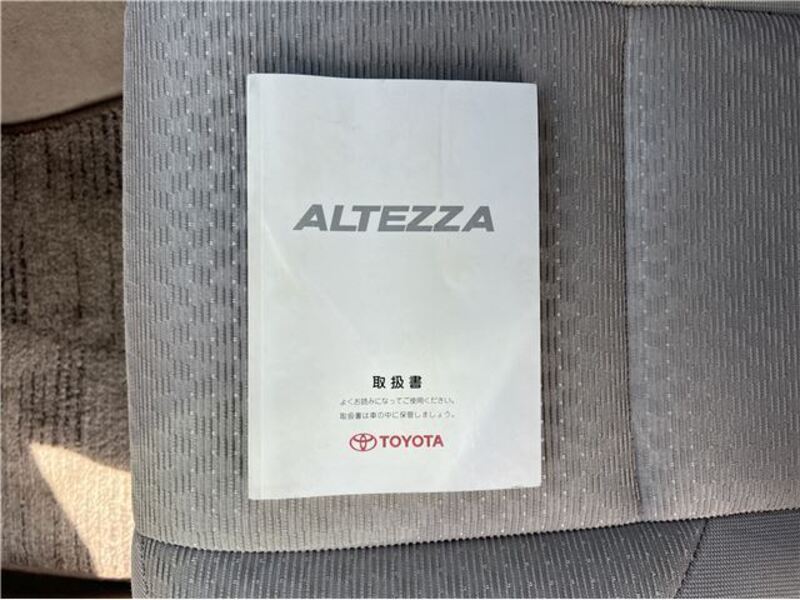 ALTEZZA
取扱書
よくお読みになってご使用ください。
取扱書は車の中に保管しましょう。
TOYOTA